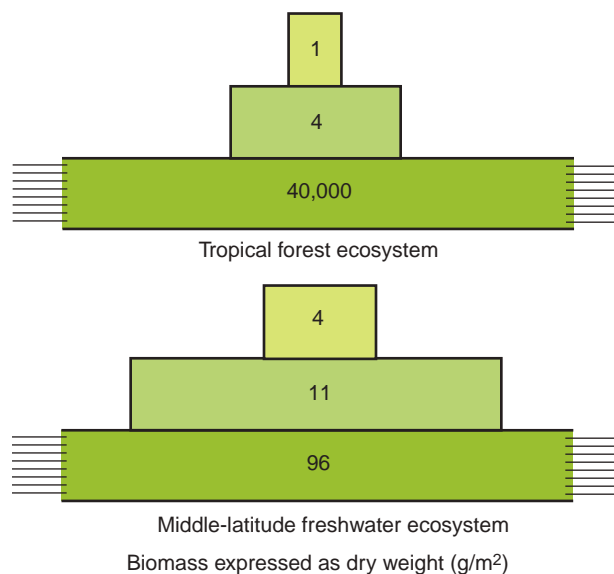 1
4
40,000
Tropical forest ecosystem
4
11
96
Middle-latitude freshwater ecosystem
Biomass expressed as dry weight (g/m²)